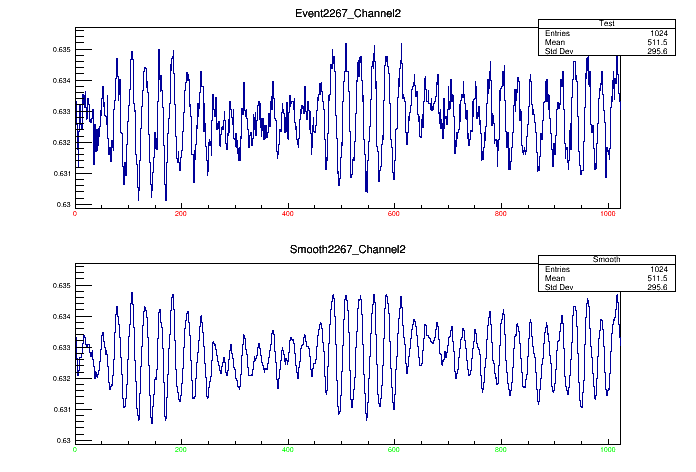 Event2267_Channel2
Test
Entries 1024
Mean 511.5
Std Dev 295.6
0.635
0.634
0.633
0.632
0.631
0.63
0 200 400 600 800 1000
Smooth2267_Channel2
Smooth
Entries 1024
Mean 511.5
Std Dev 295.6
0.635
0.634
0.633
0.632
0.631
0.63
0 200 400 600 800 1000